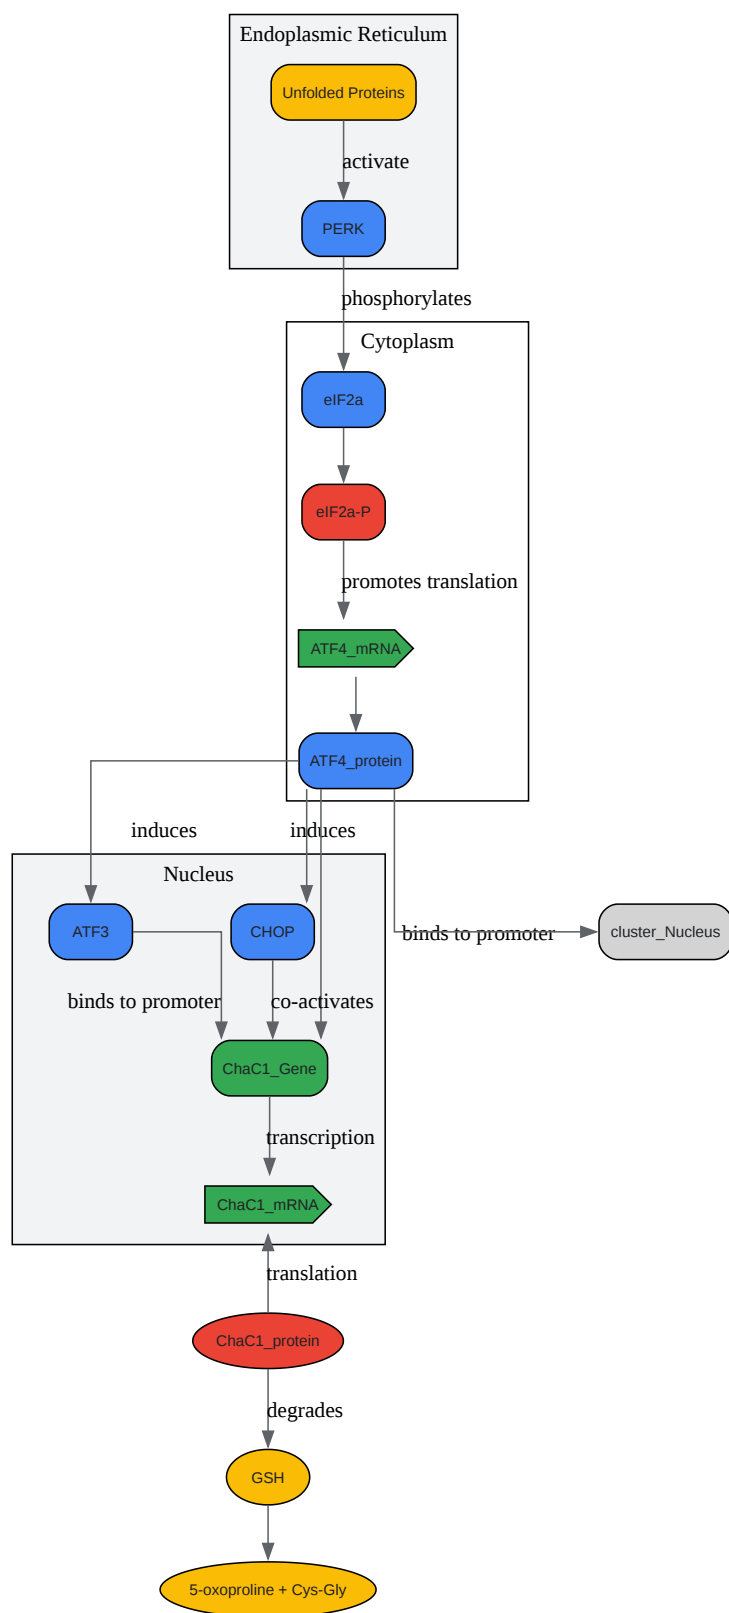 Endoplasmic Reticulum
Unfolded Proteins
activate
PERK
phosphorylates
Cytoplasm
eIF2a
eIF2a-P
promotes translation
ATF4_mRNA
ATF4_protein
induces
induces
Nucleus
ATF3
CHOP
binds to promoter
cluster_Nucleus
binds to promoter
co-activates
ChaC1_Gene
transcription
ChaC1_mRNA
translation
ChaC1_protein
degrades
GSH
5-oxoproline + Cys-Gly